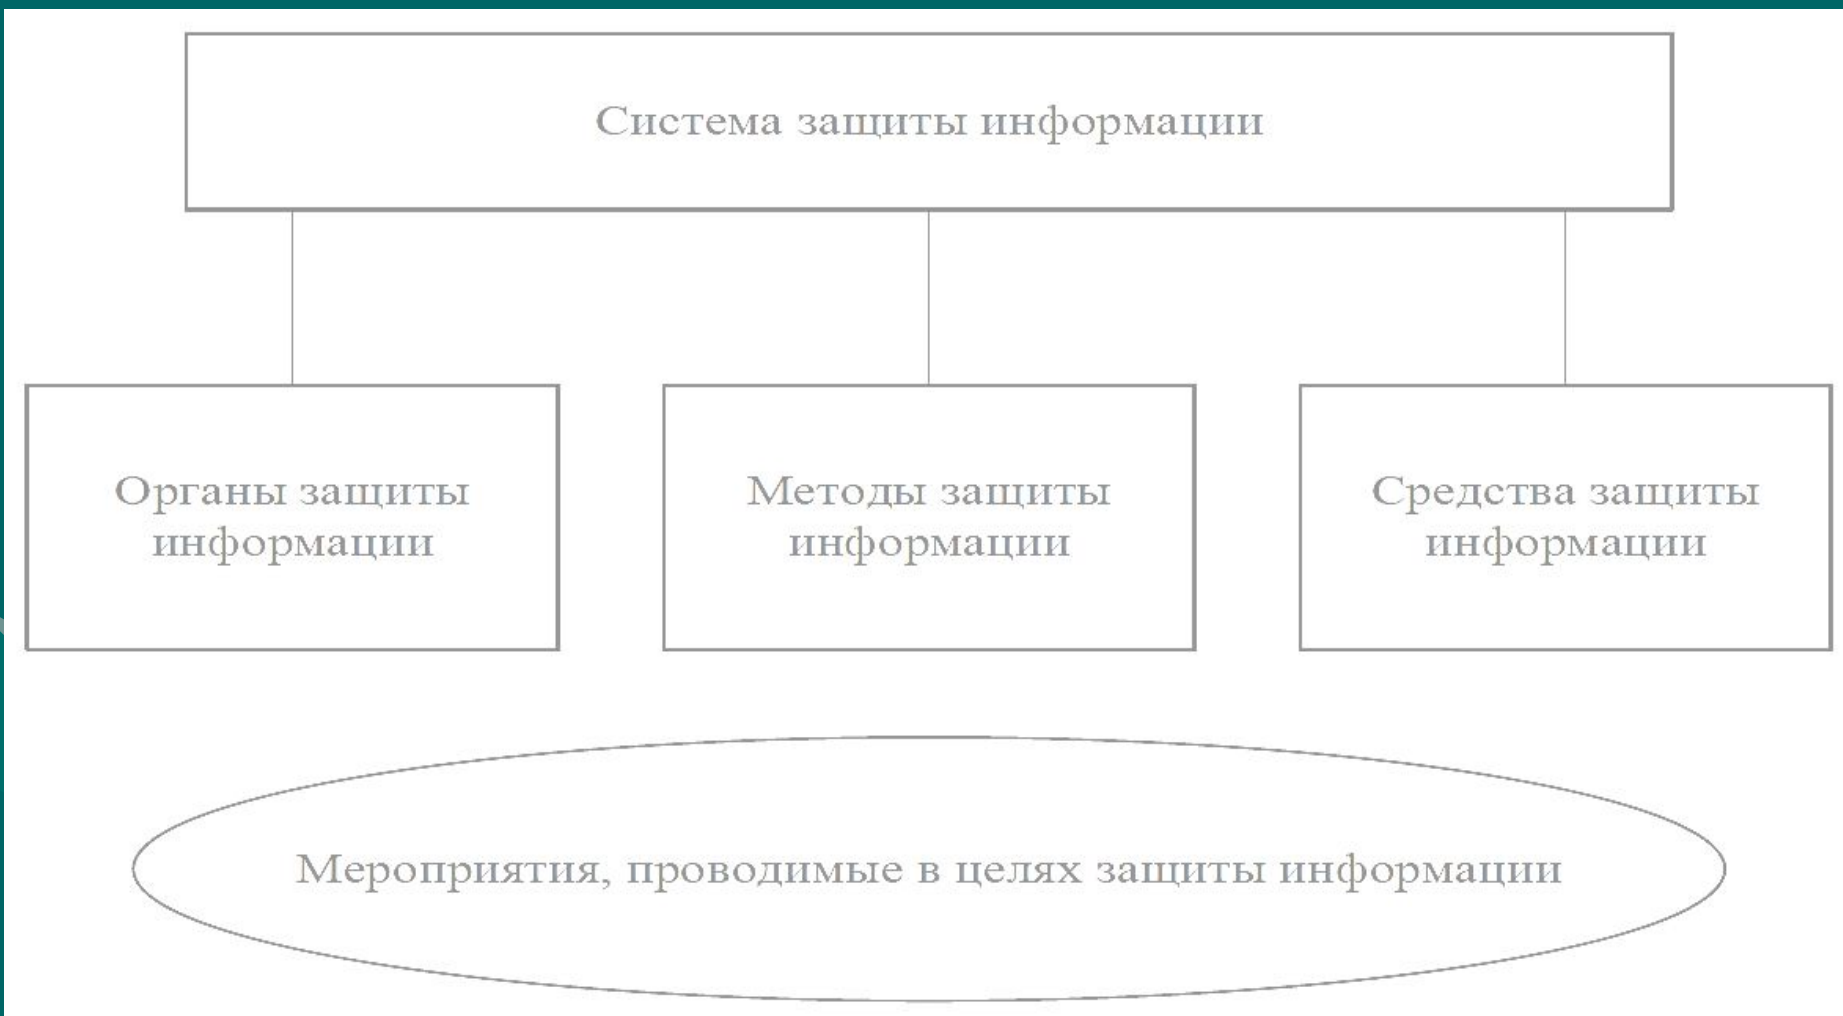 Система защиты информации
Органы защиты
информации
Методы защиты
информации
Средства защиты
информации
Мероприятия, проводимые в целях защиты информации